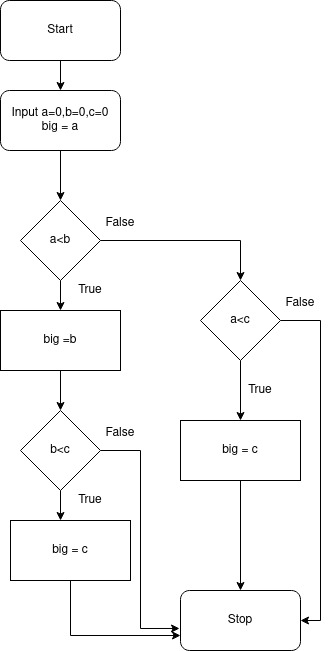 Start
Input a=0,b=0,c=0
big = a
a<b
False
True
a<c
False
big =b
True
b<c
False
big = c
True
big = c
Stop